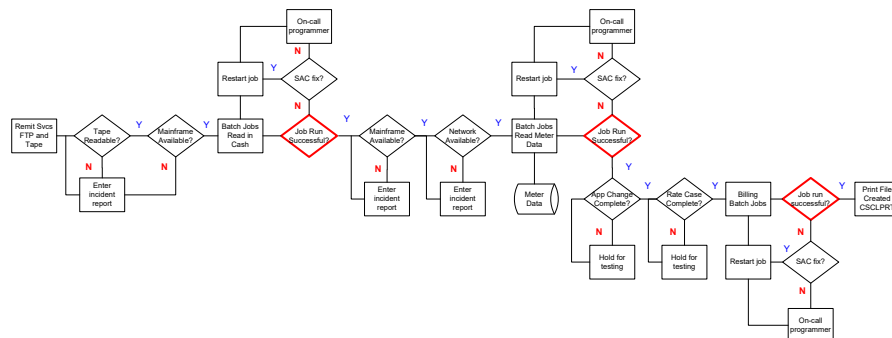 On-call
programmer
N
Restart job
Y
SAC fix?
N
Remit Svcs
FTP and
Tape
Tape
Readable?
Y
N
Mainframe
Available?
Y
N
Enter
incident
report
Batch Jobs
Read in
Cash
Job Run
Successful?
Y
Mainframe
Available?
Y
N
Enter
incident
report
Network
Available?
Y
N
Enter
incident
report
On-call
programmer
N
Restart job
Y
SAC fix?
N
Batch Jobs
Read Meter
Data
Meter
Data
Job Run
Successful?
Y
App Change
Complete?
Y
N
Hold for
testing
Rate Case
Complete?
Y
N
Hold for
testing
Billing
Batch Jobs
Job run
successful?
Y
N
Print File
Created
CSCLPRT
Restart job
Y
SAC fix?
N
On-call
programmer